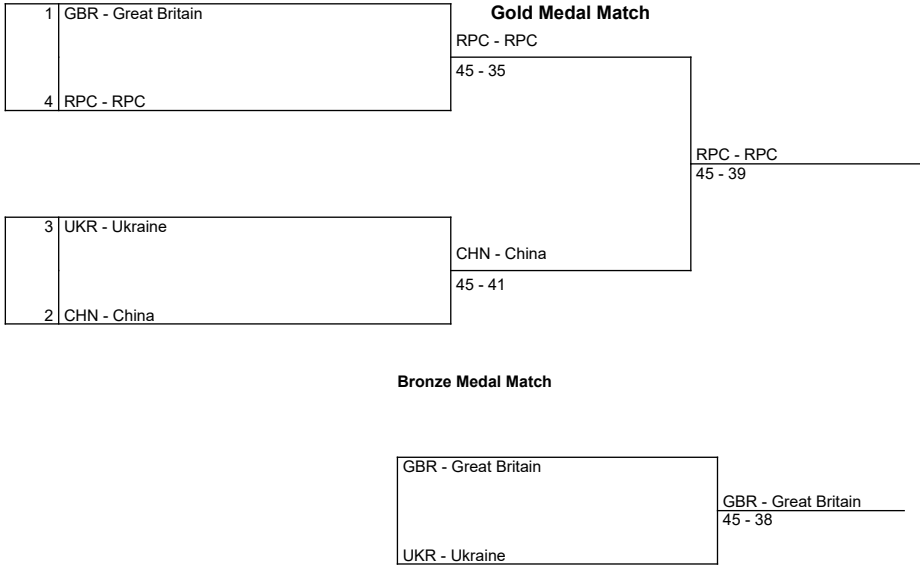 1 GBR - Great Britain
Gold Medal Match
RPC - RPC
45 - 35
4 RPC - RPC
RPC - RPC
45 - 39
3 UKR - Ukraine
CHN - China
45 - 41
2 CHN - China
Bronze Medal Match
GBR - Great Britain
GBR - Great Britain
45 - 38
UKR - Ukraine